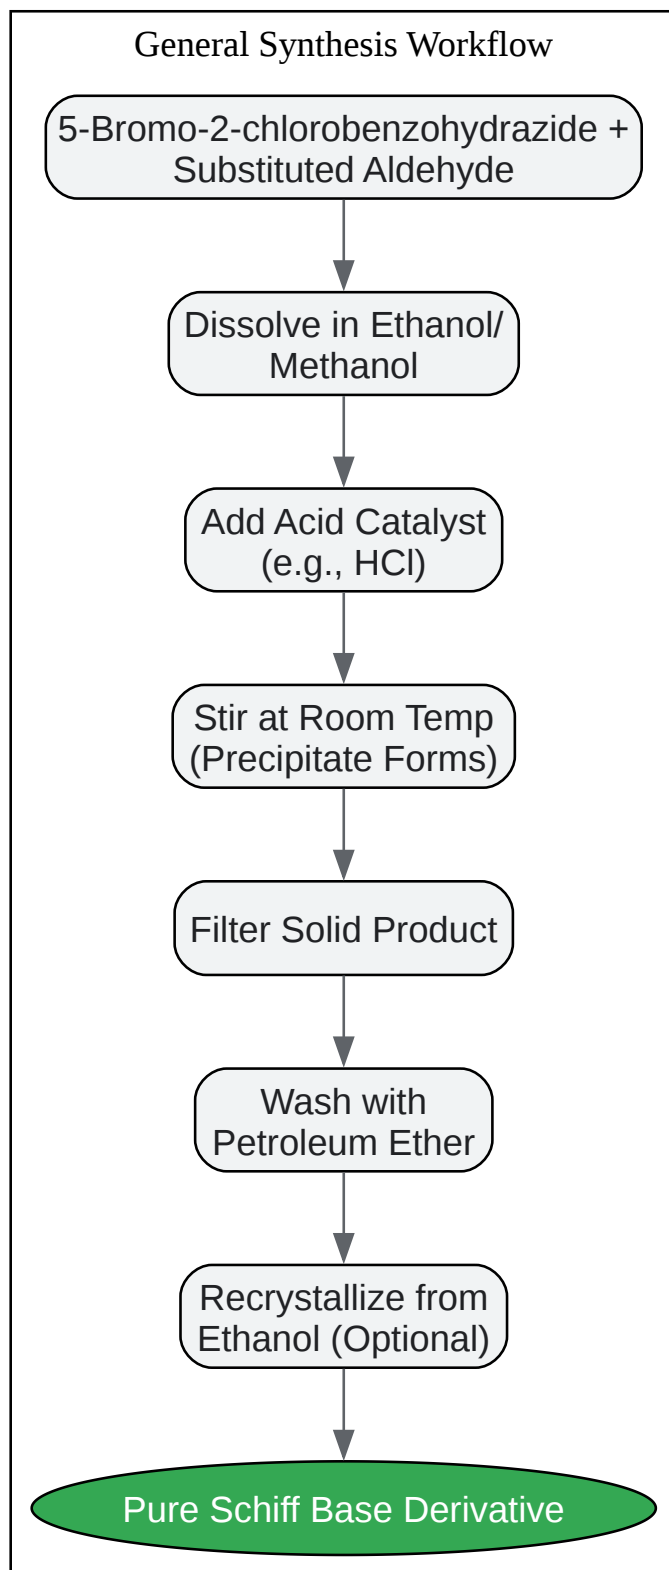 General Synthesis Workflow
5-Bromo-2-chlorobenzohydrazide +
Substituted Aldehyde
Dissolve in Ethanol/
Methanol
Add Acid Catalyst
(e.g., HCl)
Stir at Room Temp
(Precipitate Forms)
Filter Solid Product
Wash with
Petroleum Ether
Recrystallize from
Ethanol (Optional)
Pure Schiff Base Derivative